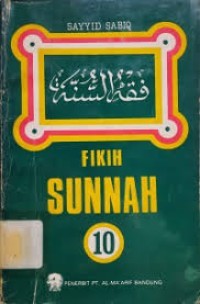 SAYYID SABIQ
فقه السنة
FIKIH
SUNNAH
10
PENERBIT PT. AL-MA'ARIF BANDUNG